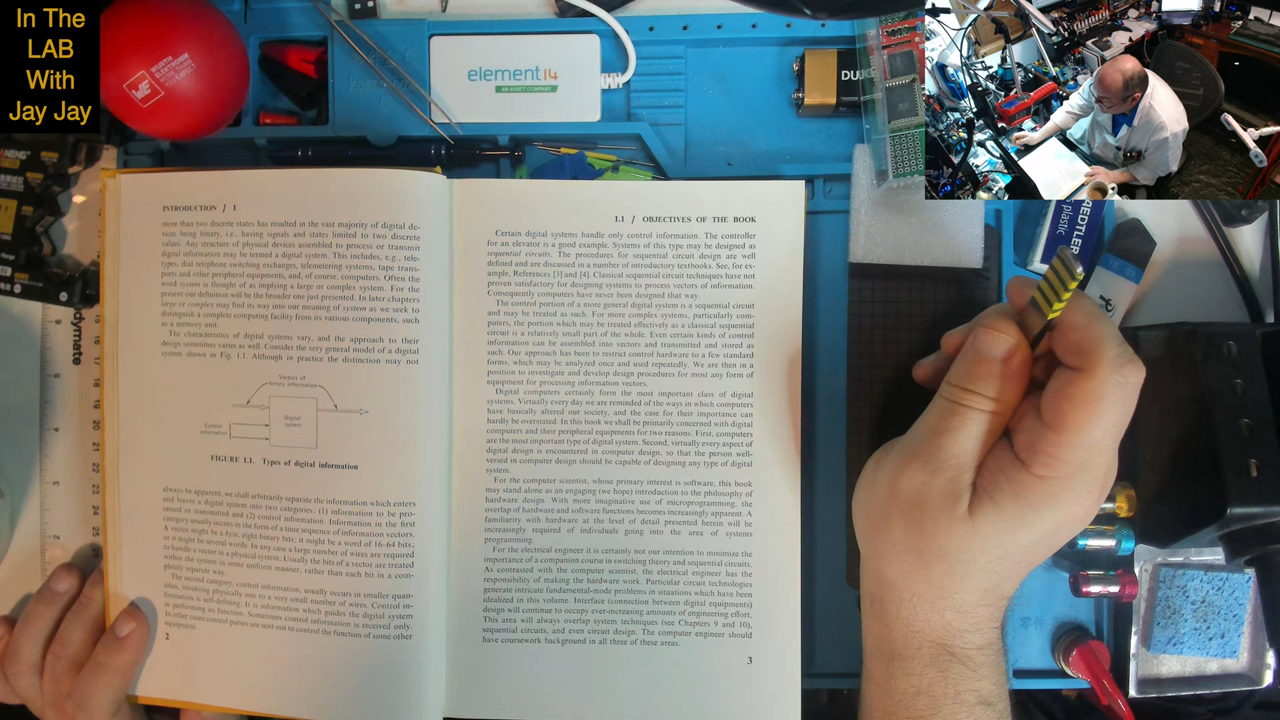 In The
LAB
With
Jay Jay
WE
WURTH
ELEKTRONIK
MORE THAN
YOU EXPECT
element14
AN AVNET COMPANY
DU
AEDTLER
s plastic
INTRODUCTION / 1
more than two discrete states has resulted in the vast majority of digital de-
vices being binary, i.e., having signals and states limited to two discrete
values. Any structure of physical devices assembled to process or transmit
digital information may be termed a digital system. This includes, e.g., tele-
types, dial telephone switching exchanges, telemetering systems, tape trans-
ports and other peripheral equipments, and, of course, computers. Often the
word system is thought of as implying a large or complex system. For the
present our definition will be the broader one just presented. In later chapters
large or complex may find its way into our meaning of system as we seek to
distinguish a complete computing facility from its various components, such
as a memory unit.
The characteristics of digital systems vary, and the approach to their
design sometimes varies as well. Consider the very general model of a digital
system shown in Fig. 1.1. Although in practice the distinction may not
Vectors of
binary information
Digital
system
Control
information
FIGURE 1.1. Types of digital information
always be apparent, we shall arbitrarily separate the information which enters
and leaves a digital system into two categories: (1) information to be pro-
cessed or transmitted and (2) control information. Information in the first
category usually occurs in the form of a time sequence of information vectors.
A vector might be a byte, eight binary bits; it might be a word of 16-64 bits;
or it might be several words. In any case a large number of wires are required
to handle a vector in a physical system. Usually the bits of a vector are treated
within the system in some uniform manner, rather than each bit in a com-
pletely separate way.
The second category, control information, usually occurs in smaller quan-
tities, involving physically one to a very small number of wires. Control in-
formation is self-defining. It is information which guides the digital system
in performing its function. Sometimes control information is received only.
In other cases control pulses are sent out to control the function of some other
equipment.
2
1.1 / OBJECTIVES OF THE BOOK
Certain digital systems handle only control information. The controller
for an elevator is a good example. Systems of this type may be designed as
sequential circuits. The procedures for sequential circuit design are well
defined and are discussed in a number of introductory textbooks. See, for ex-
ample, References [3] and [4]. Classical sequential circuit techniques have not
proven satisfactory for designing systems to process vectors of information.
Consequently computers have never been designed that way.
The control portion of a more general digital system is a sequential circuit
and may be treated as such. For more complex systems, particularly com-
puters, the portion which may be treated effectively as a classical sequential
circuit is a relatively small part of the whole. Even certain kinds of control
information can be assembled into vectors and transmitted and stored as
such. Our approach has been to restrict control hardware to a few standard
forms, which may be analyzed once and used repeatedly. We are then in a
position to investigate and develop design procedures for most any form of
equipment for processing information vectors.
Digital computers certainly form the most important class of digital
systems. Virtually every day we are reminded of the ways in which computers
have basically altered our society, and the case for their importance can
hardly be overstated. In this book we shall be primarily concerned with digital
computers and their peripheral equipments for two reasons. First, computers
are the most important type of digital system. Second, virtually every aspect of
digital design is encountered in computer design, so that the person well-
versed in computer design should be capable of designing any type of digital
system.
For the computer scientist, whose primary interest is software, this book
may stand alone as an engaging (we hope) introduction to the philosophy of
hardware design. With more imaginative use of microprogramming, the
overlap of hardware and software functions becomes increasingly apparent. A
familiarity with hardware at the level of detail presented herein will be
increasingly required of individuals going into the area of systems
programming.
For the electrical engineer it is certainly not our intention to minimize the
importance of a companion course in switching theory and sequential circuits.
As contrasted with the computer scientist, the electrical engineer has the
responsibility of making the hardware work. Particular circuit technologies
generate intricate fundamental-mode problems in situations which have been
idealized in this volume. Interface (connection between digital equipments)
design will continue to occupy ever-increasing amounts of engineering effort.
This area will always overlap system techniques (see Chapters 9 and 10),
sequential circuits, and even circuit design. The computer engineer should
have coursework background in all three of these areas.
3